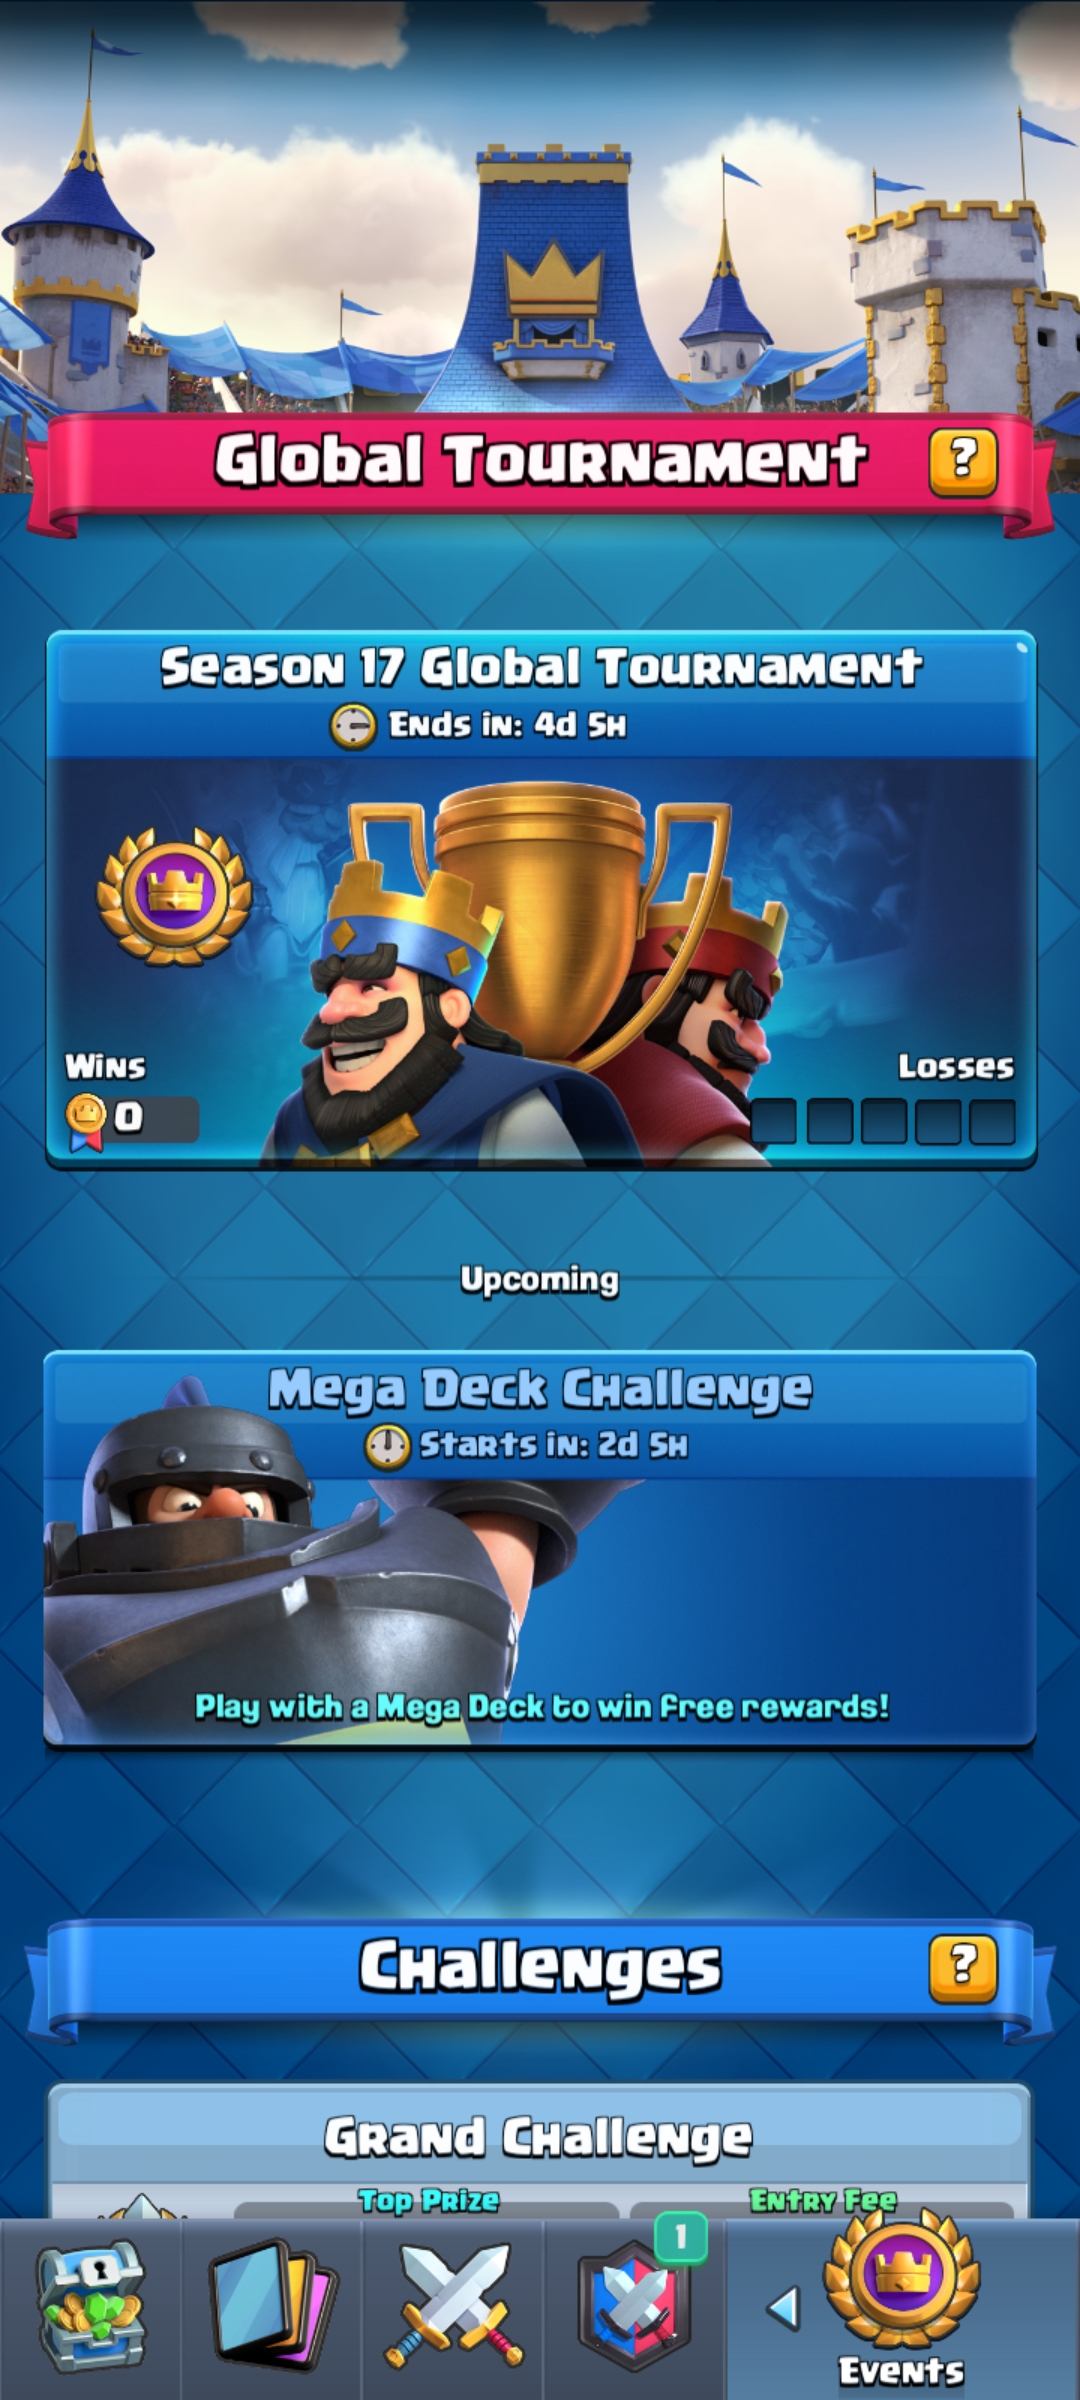 Global Tournament
?
Season 17 Global Tournament
Ends in: 4d 5h
Wins
0
Losses
Upcoming
Mega Deck Challenge
Starts in: 2d 5h
Play with a Mega Deck to win free rewards!
Challenges
?
Grand Challenge
Top Prize
Entry Fee
1
Events